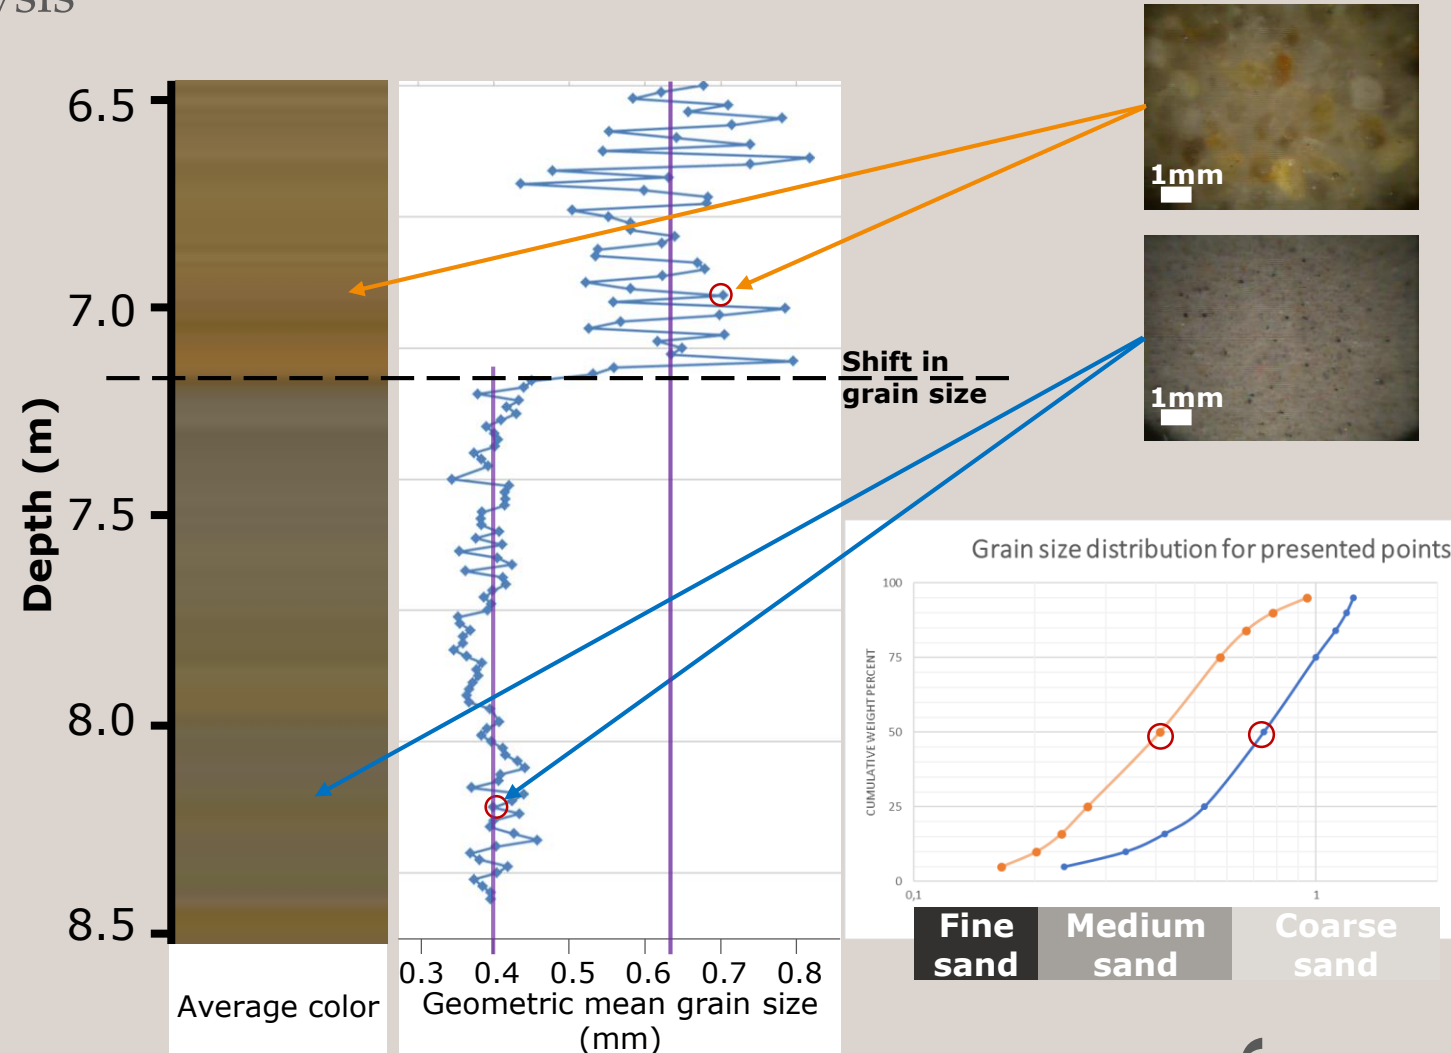 6.5
7.0
7.5
8.0
8.5
Depth (m)
Average color
0.3 0.4 0.5 0.6 0.7 0.8
Geometric mean grain size
(mm)
Shift in
grain size
1mm
1mm
Grain size distribution for presented points
CUMULATIVE WEIGHT PERCENT
100
75
50
25
0
0,1 1
Fine
sand
Medium
sand
Coarse
sand